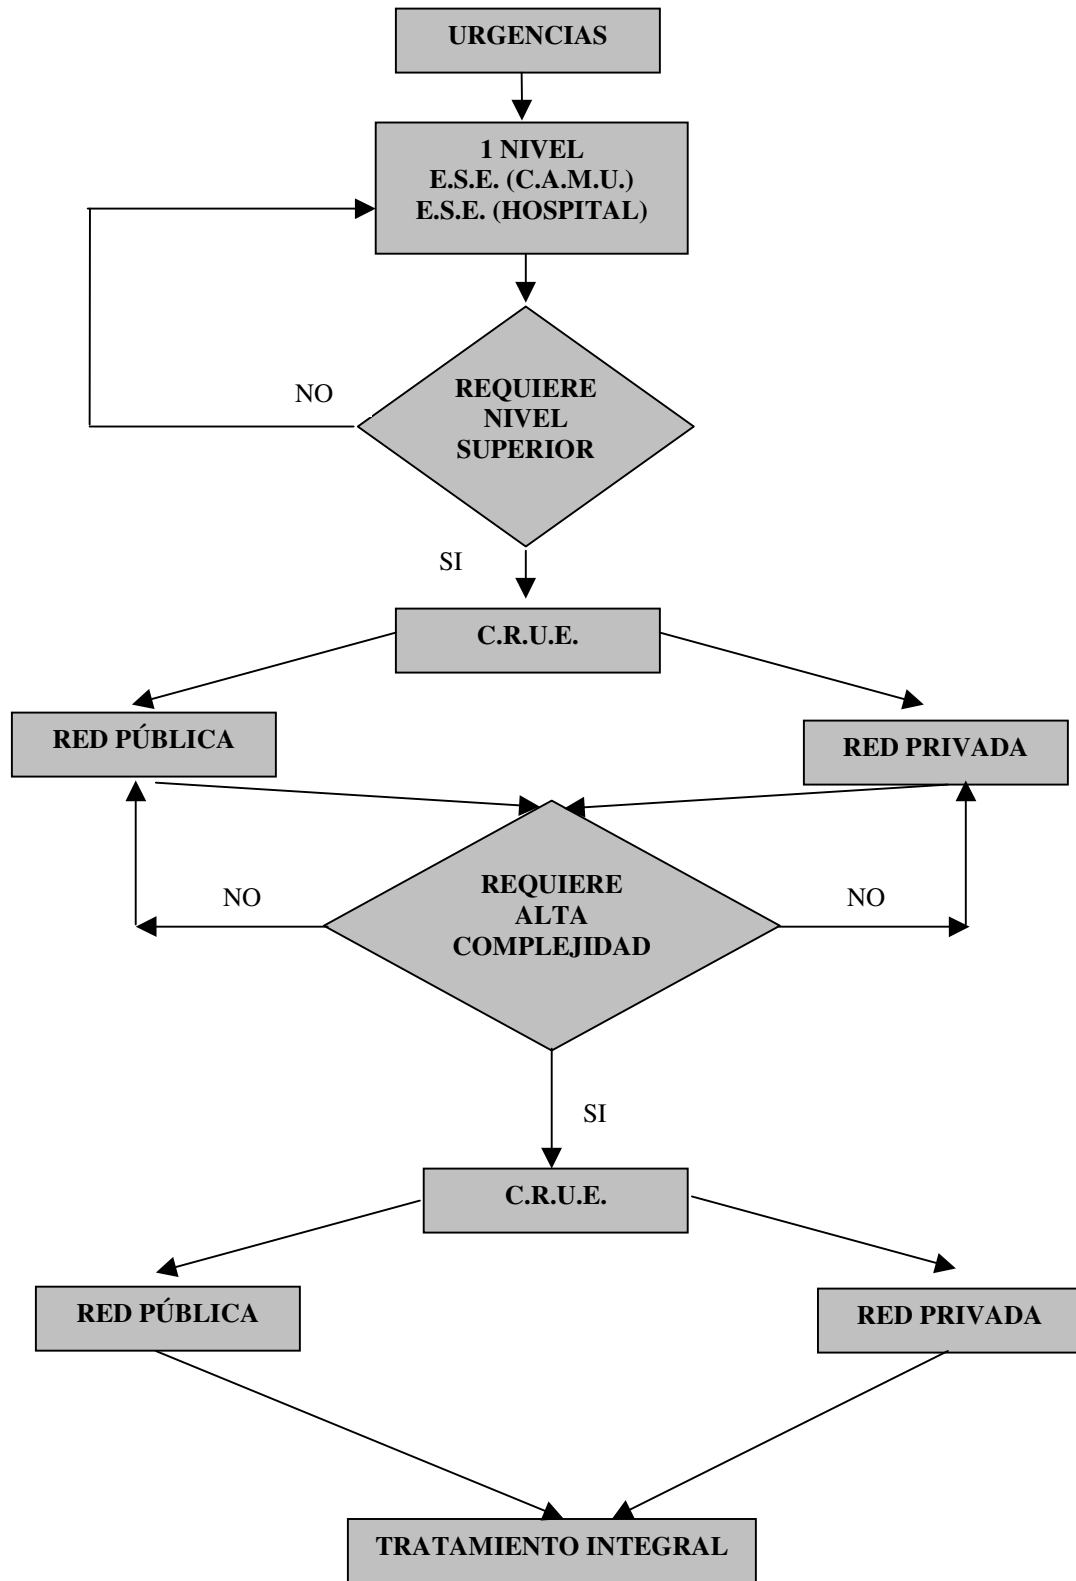 URGENCIAS
1 NIVEL
E.S.E. (C.A.M.U.)
E.S.E. (HOSPITAL)
NO
REQUIERE
NIVEL
SUPERIOR
SI
C.R.U.E.
RED PÚBLICA
RED PRIVADA
NO
REQUIERE
ALTA
COMPLEJIDAD
NO
SI
C.R.U.E.
RED PÚBLICA
RED PRIVADA
TRATAMIENTO INTEGRAL